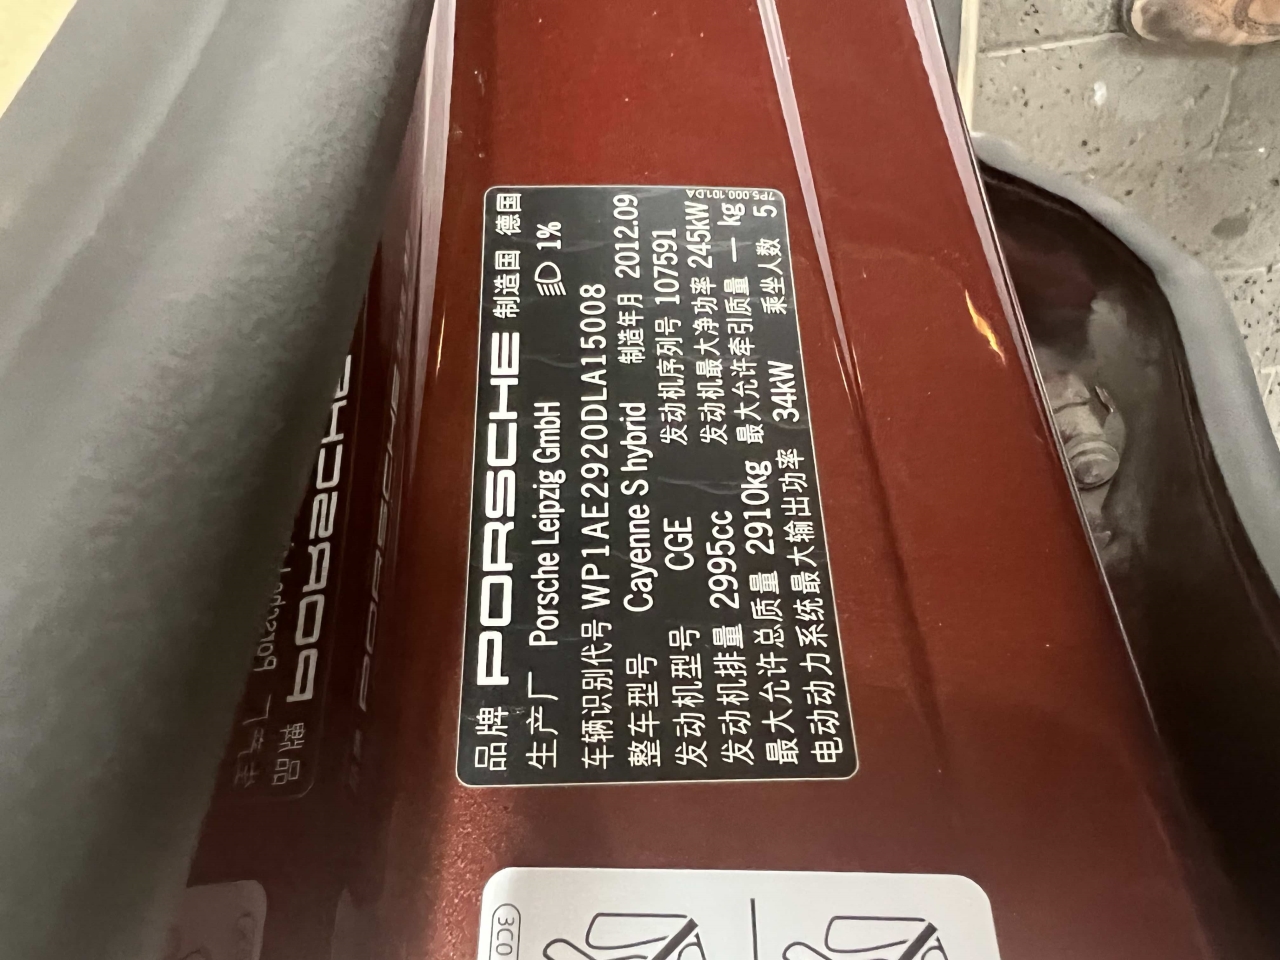 品牌 PORSCHE 制造国 德国
生产厂 Porsche Leipzig GmbH 1%
车辆识别代号 WP1AE2920DLA15008
整车型号 Cayenne S hybrid 制造年月 2012.09
发动机型号 CGE 发动机序列号 107591
发动机排量 2995cc 发动机最大净功率 245kW
最大允许总质量 2910kg 最大允许牵引质量 — kg
电动动力系统最大输出功率 34kW 乘坐人数 5
7P5.000.101.DA
3C0